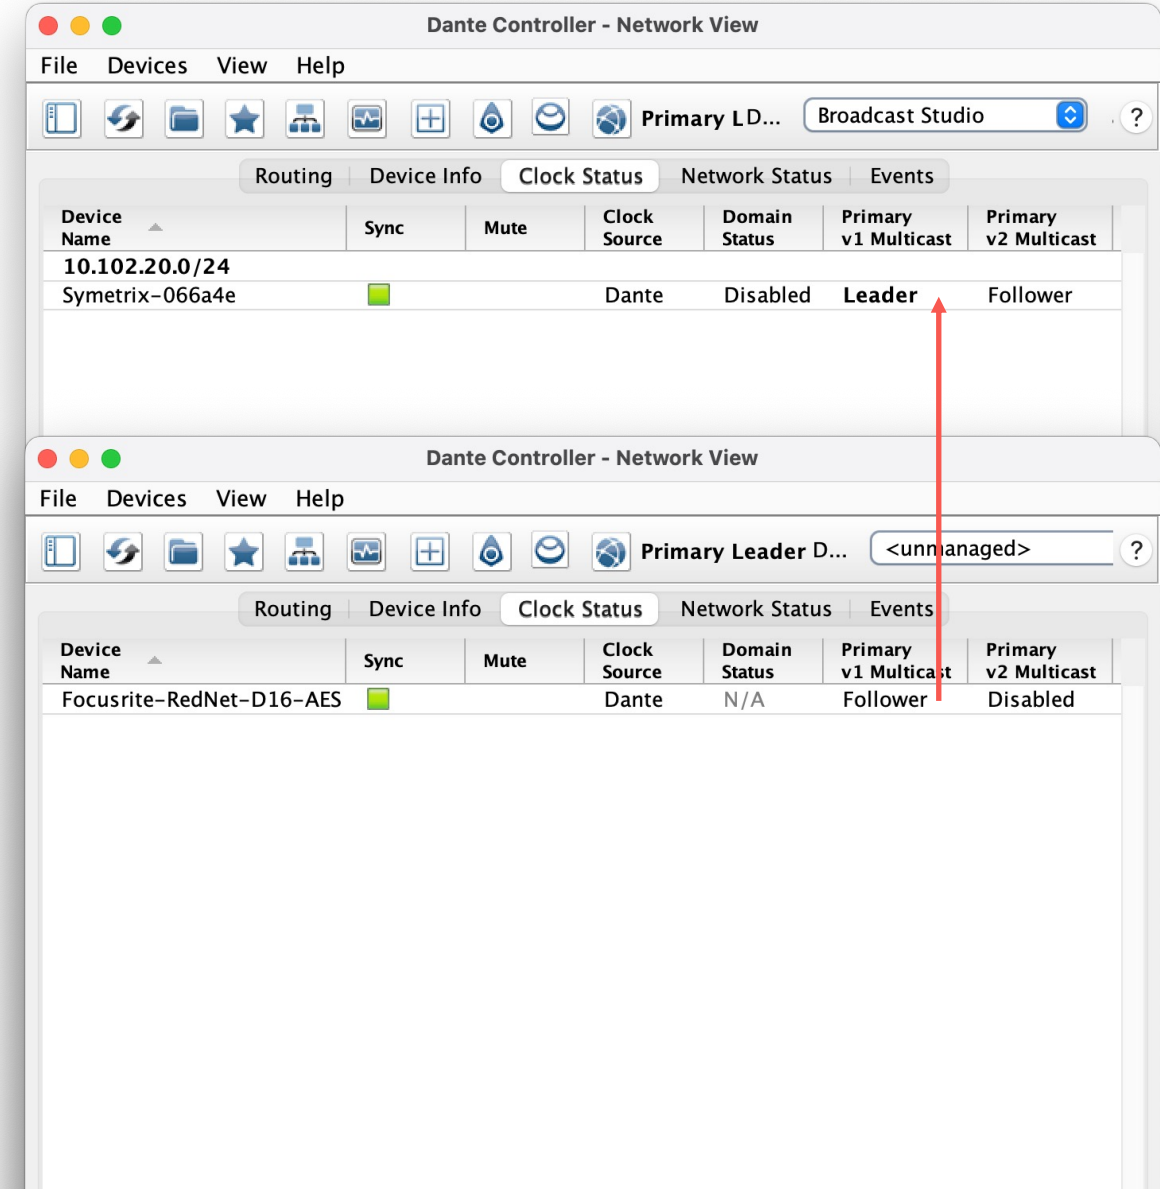 Dante Controller - Network View
File Devices View Help
Primary L D... Broadcast Studio ?
Routing Device Info Clock Status Network Status Events
Device Name Sync Mute Clock Source Domain Status Primary v1 Multicast Primary v2 Multicast
10.102.20.0/24
Symetrix-066a4e Dante Disabled Leader Follower
Dante Controller - Network View
File Devices View Help
Primary Leader D... <unmanaged> ?
Routing Device Info Clock Status Network Status Events
Device Name Sync Mute Clock Source Domain Status Primary v1 Multicast Primary v2 Multicast
Focusrite-RedNet-D16-AES Dante N/A Follower Disabled